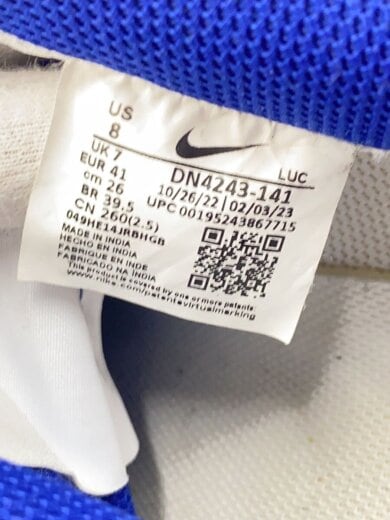 US
8
UK 7
EUR 41
cm 26
BR 39.5
CN 260(2.5)
LUC
DN4243-141
10/26/22 | 02/03/23
UPC 00195243867715
049HE14JRBHGB
MADE IN INDIA
HECHO EN INDIA
FABRIQUE EN INDE
FABRICADO NA INDIA
This product is covered by one or more patents:
www.nike.com/patentsvirtualmarking